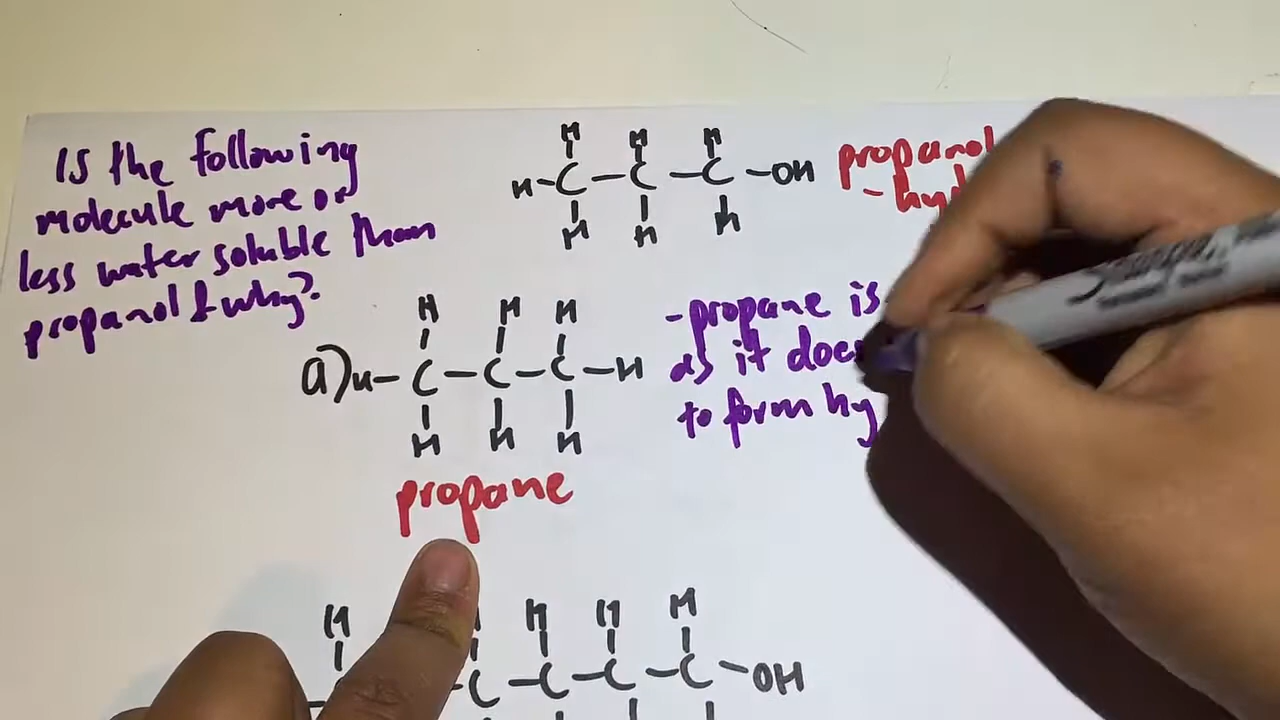 Is the following
molecule more or
less water soluble than
propanol & why?
H H H
H-C-C-C-OH
H H H
propanol
- hyd
H H H
a) H-C-C-C-H
H H H
propane
-propane is
as it does
to form hy
H H H H
C-C-C-C-OH